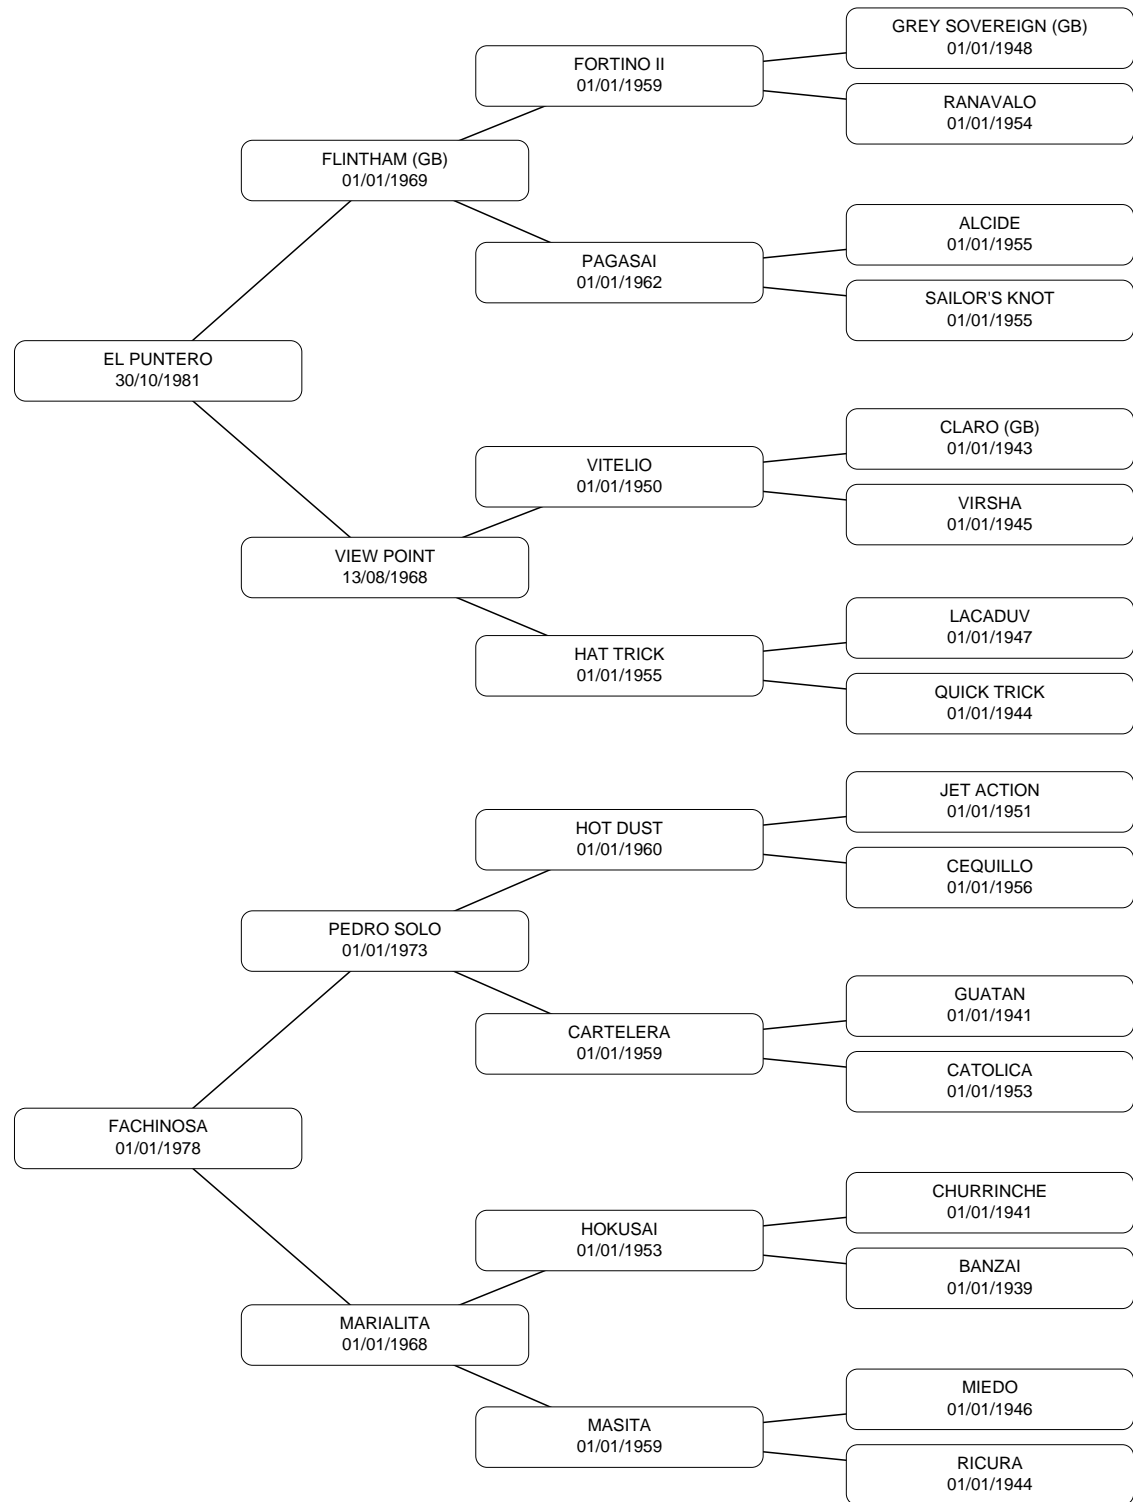 GREY SOVEREIGN (GB)
01/01/1948
FORTINO II
01/01/1959
RANAVALO
01/01/1954
FLINTHAM (GB)
01/01/1969
ALCIDE
01/01/1955
PAGASAI
01/01/1962
SAILOR'S KNOT
01/01/1955
EL PUNTERO
30/10/1981
CLARO (GB)
01/01/1943
VITELIO
01/01/1950
VIRSHA
01/01/1945
VIEW POINT
13/08/1968
LACADUV
01/01/1947
HAT TRICK
01/01/1955
QUICK TRICK
01/01/1944
JET ACTION
01/01/1951
HOT DUST
01/01/1960
CEQUILLO
01/01/1956
PEDRO SOLO
01/01/1973
GUATAN
01/01/1941
CARTELERA
01/01/1959
CATOLICA
01/01/1953
FACHINOSA
01/01/1978
CHURRINCHE
01/01/1941
HOKUSAI
01/01/1953
BANZAI
01/01/1939
MARIALITA
01/01/1968
MIEDO
01/01/1946
MASITA
01/01/1959
RICURA
01/01/1944